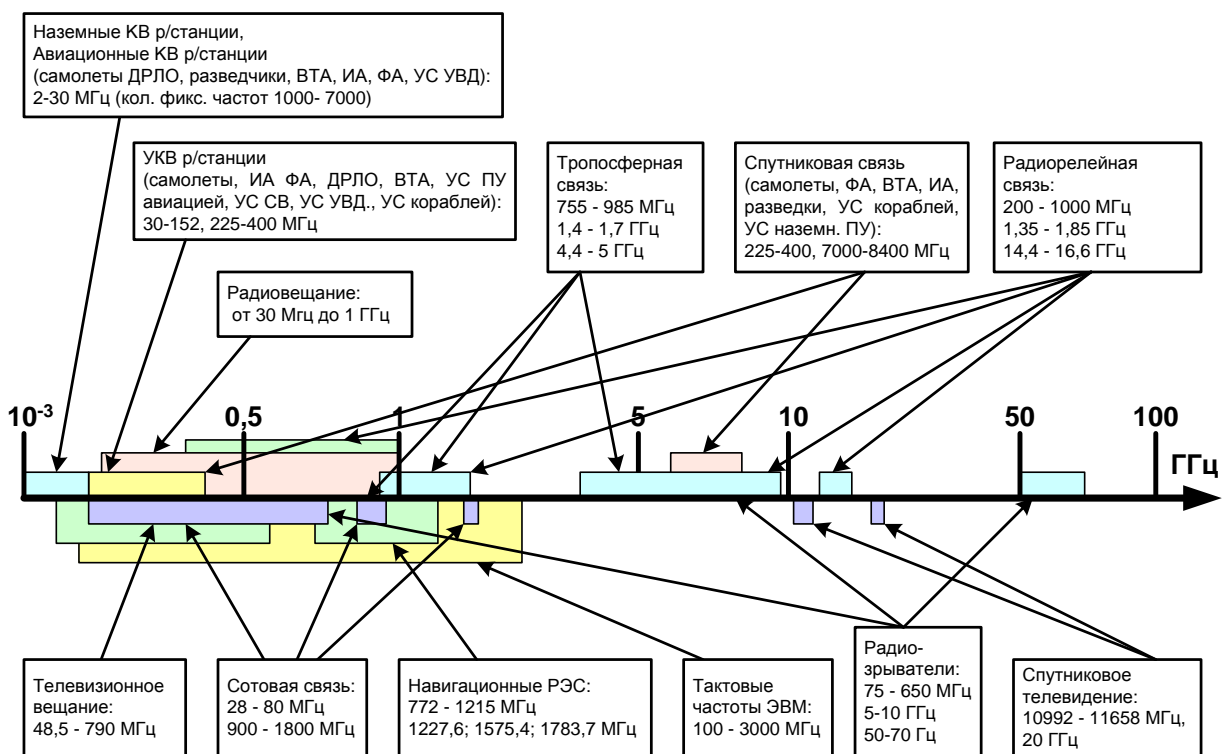 Наземные КВ р/станции,
Авиационные КВ р/станции
(самолеты ДРЛО, разведчики, ВТА, ИА, ФА, УС УВД):
2-30 МГц (кол. фикс. частот 1000- 7000)
УКВ р/станции
(самолеты, ИА ФА, ДРЛО, ВТА, УС ПУ
авиацией, УС СВ, УС УВД., УС кораблей):
30-152, 225-400 МГц
Тропосферная
связь:
755 - 985 МГц
1,4 - 1,7 ГГц
4,4 - 5 ГГц
Спутниковая связь
(самолеты, ФА, ВТА, ИА,
разведки, УС кораблей,
УС наземн. ПУ):
225-400, 7000-8400 МГц
Радиорелейная
связь:
200 - 1000 МГц
1,35 - 1,85 ГГц
14,4 - 16,6 ГГц
Радиовещание:
от 30 Мгц до 1 ГГц
10-3 0,5 1 5 10 50 100
ГГц
Телевизионное
вещание:
48,5 - 790 МГц
Сотовая связь:
28 - 80 МГц
900 - 1800 МГц
Навигационные РЭС:
772 - 1215 МГц
1227,6; 1575,4; 1783,7 МГц
Тактовые
частоты ЭВМ:
100 - 3000 МГц
Радио-
зрыватели:
75 - 650 МГц
5-10 ГГц
50-70 Гц
Спутниковое
телевидение:
10992 - 11658 МГц,
20 ГГц